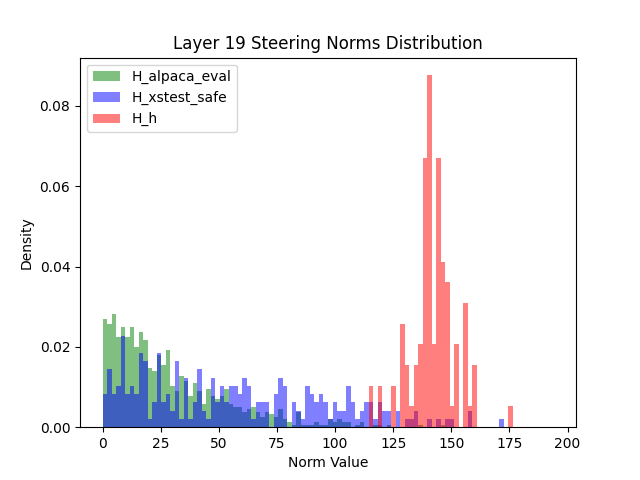 Layer 19 Steering Norms Distribution
H_alpaca_eval
H_xstest_safe
H_h
Density
0.08
0.06
0.04
0.02
0.00
0 25 50 75 100 125 150 175 200
Norm Value